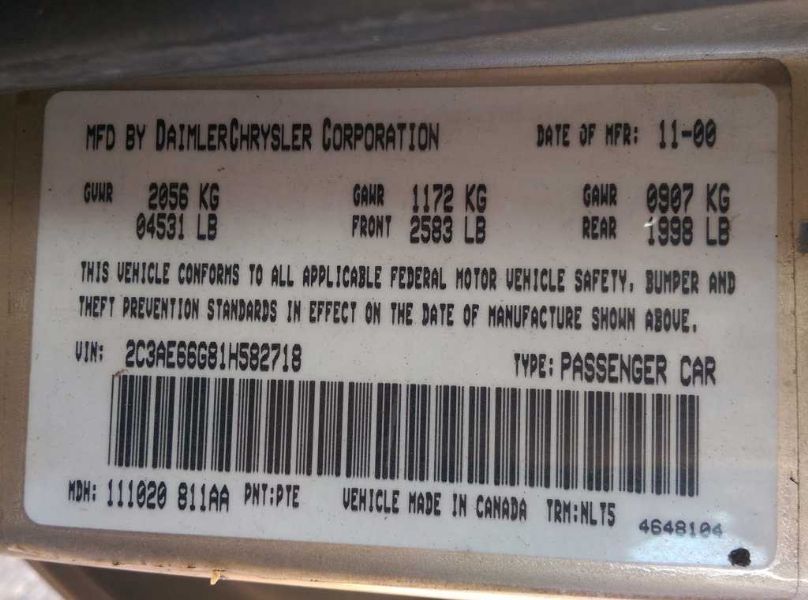 MFD BY DAIMLERCHRYSLER CORPORATION DATE OF MFR: 11-00
GVWR 2056 KG GAWR 1172 KG GAWR 0907 KG
04531 LB FRONT 2583 LB REAR 1998 LB
THIS VEHICLE CONFORMS TO ALL APPLICABLE FEDERAL MOTOR VEHICLE SAFETY, BUMPER AND
THEFT PREVENTION STANDARDS IN EFFECT ON THE DATE OF MANUFACTURE SHOWN ABOVE.
VIN: 2C3AE66G81H582718 TYPE: PASSENGER CAR
MDH: 111020 811AA PNT:PTE VEHICLE MADE IN CANADA TRM:NLT5
4648104